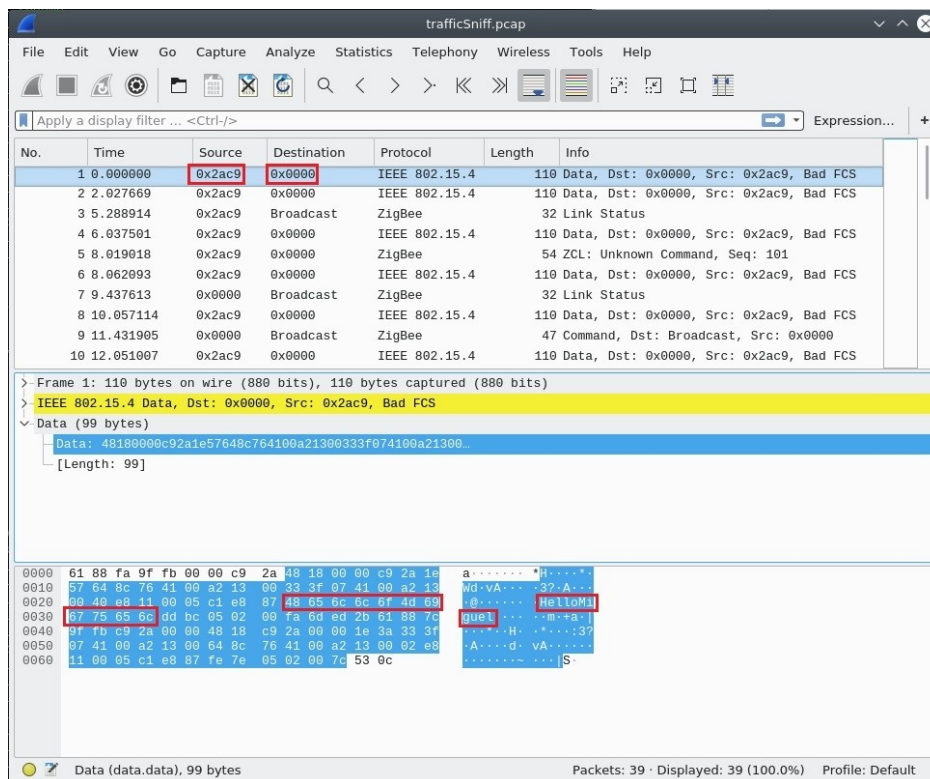 trafficSniff.pcap
File Edit View Go Capture Analyze Statistics Telephony Wireless Tools Help
Apply a display filter ... <Ctrl-/> Expression... +
No. Time Source Destination Protocol Length Info
1 0.000000 0x2ac9 0x0000 IEEE 802.15.4 110 Data, Dst: 0x0000, Src: 0x2ac9, Bad FCS
2 2.027669 0x2ac9 0x0000 IEEE 802.15.4 110 Data, Dst: 0x0000, Src: 0x2ac9, Bad FCS
3 5.288914 0x2ac9 Broadcast ZigBee 32 Link Status
4 6.037501 0x2ac9 0x0000 IEEE 802.15.4 110 Data, Dst: 0x0000, Src: 0x2ac9, Bad FCS
5 8.019018 0x2ac9 0x0000 ZigBee 54 ZCL: Unknown Command, Seq: 101
6 8.062093 0x2ac9 0x0000 IEEE 802.15.4 110 Data, Dst: 0x0000, Src: 0x2ac9, Bad FCS
7 9.437613 0x0000 Broadcast ZigBee 32 Link Status
8 10.057114 0x2ac9 0x0000 IEEE 802.15.4 110 Data, Dst: 0x0000, Src: 0x2ac9, Bad FCS
9 11.431905 0x0000 Broadcast ZigBee 47 Command, Dst: Broadcast, Src: 0x0000
10 12.051007 0x2ac9 0x0000 IEEE 802.15.4 110 Data, Dst: 0x0000, Src: 0x2ac9, Bad FCS
Frame 1: 110 bytes on wire (880 bits), 110 bytes captured (880 bits)
IEEE 802.15.4 Data, Dst: 0x0000, Src: 0x2ac9, Bad FCS
Data (99 bytes)
Data: 48180000c92a1e57648c764100a21300333f074100a21300…
[Length: 99]
0000 61 88 fa 9f fb 00 00 c9 2a 48 18 00 00 c9 2a 1e a······· *H····*·
0010 57 64 8c 76 41 00 a2 13 00 33 3f 07 41 00 a2 13 Wd·vA··· ·3?·A···
0020 00 40 e8 11 00 05 c1 e8 87 48 65 6c 6c 6f 4d 69 ·@······ ·HelloMi
0030 67 75 65 6c dd bc 05 02 00 fa 6d ed 2b 61 88 7c guel···· ··m·+a·|
0040 9f fb c9 2a 00 00 48 18 c9 2a 00 00 1e 3a 33 3f ···*··H· ·*···:3?
0050 07 41 00 a2 13 00 64 8c 76 41 00 a2 13 00 02 e8 ·A····d· vA······
0060 11 00 05 c1 e8 87 fe 7e 05 02 00 7c 53 0c ·······~ ···|S·
Data (data.data), 99 bytes Packets: 39 · Displayed: 39 (100.0%) Profile: Default